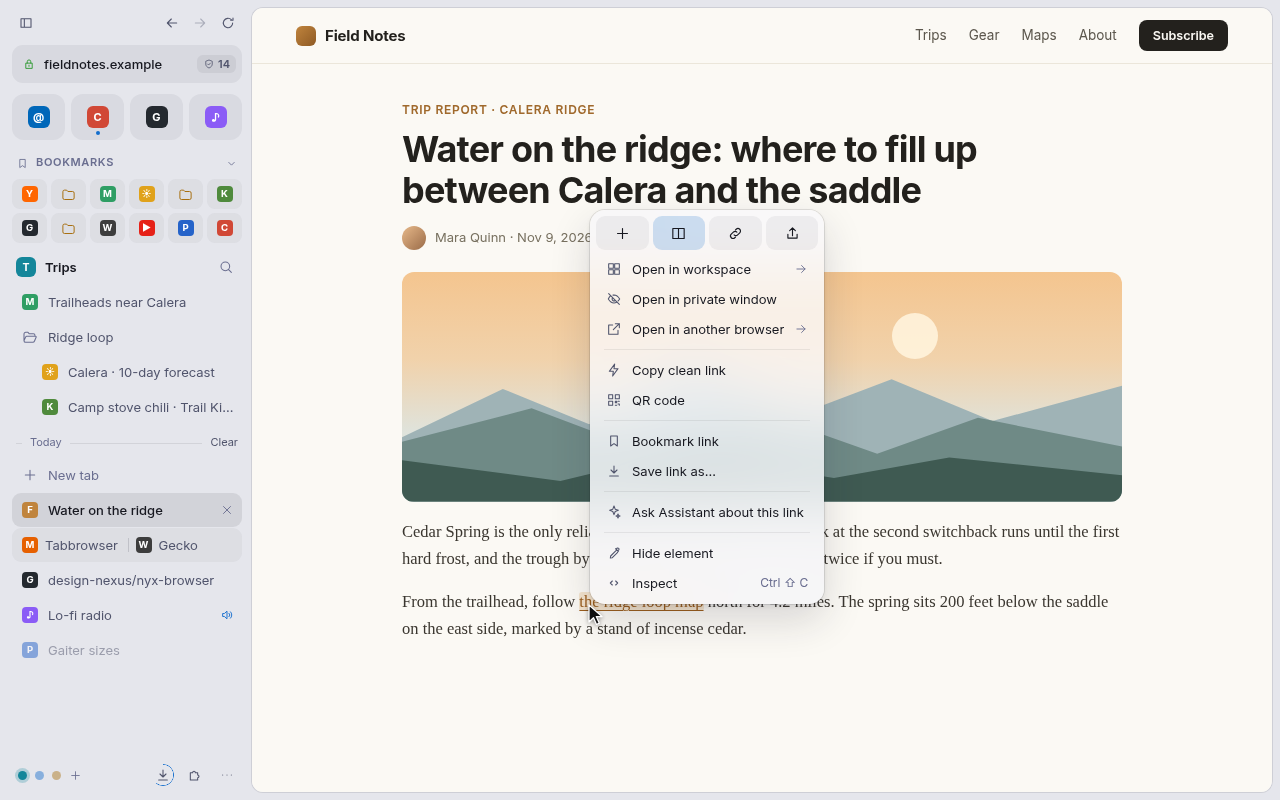 fieldnotes.example
14
@
C
G
BOOKMARKS
Y
M
K
G
W
P
C
T Trips
M Trailheads near Calera
Ridge loop
Calera · 10-day forecast
K Camp stove chili · Trail Ki...
Today
Clear
New tab
F Water on the ridge
Tabbrowser
W Gecko
G design-nexus/nyx-browser
Lo-fi radio
P Gaiter sizes
Field Notes
Trips
Gear
Maps
About
Subscribe
TRIP REPORT · CALERA RIDGE
Water on the ridge: where to fill up
between Calera and the saddle
Mara Quinn · Nov 9, 2026
Open in workspace
Open in private window
Open in another browser
Copy clean link
QR code
Bookmark link
Save link as...
Ask Assistant about this link
Hide element
Inspect
Ctrl ⇧ C
Cedar Spring is the only at the second switchback runs until the first
hard frost, and the trough by twice if you must.
From the trailhead, follow the ridge loop map north for 4.2 miles. The spring sits 200 feet below the saddle
on the east side, marked by a stand of incense cedar.